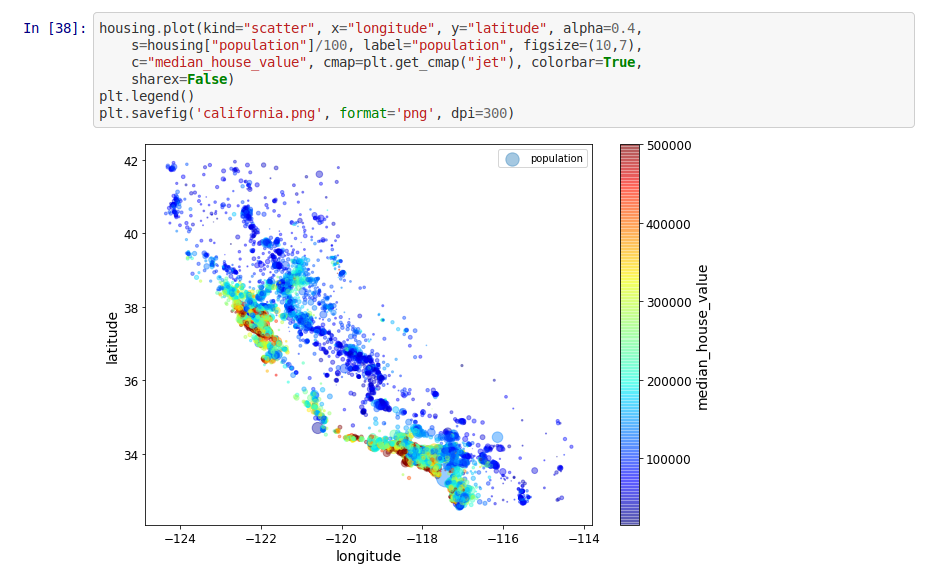 In [38]: housing.plot(kind="scatter", x="longitude", y="latitude", alpha=0.4,
s=housing["population"]/100, label="population", figsize=(10,7),
c="median_house_value", cmap=plt.get_cmap("jet"), colorbar=True,
sharex=False)
plt.legend()
plt.savefig('california.png', format='png', dpi=300)
population
42
40
38
36
34
latitude
−124 −122 −120 −118 −116 −114
longitude
500000
400000
300000
200000
100000
median_house_value